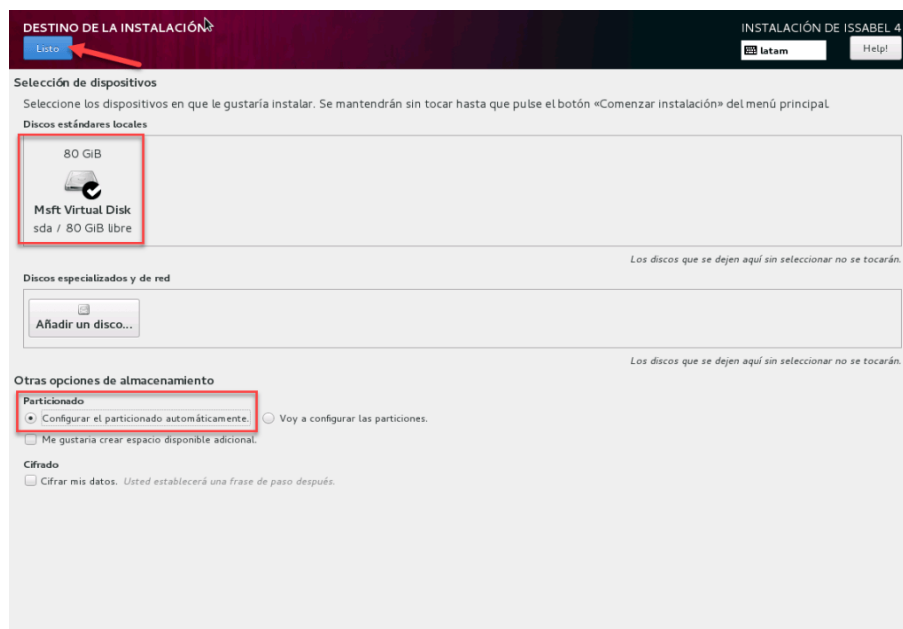 DESTINO DE LA INSTALACIÓN
INSTALACIÓN DE ISSABEL 4
Listo
latam
Help!
Selección de dispositivos
Seleccione los dispositivos en que le gustaría instalar. Se mantendrán sin tocar hasta que pulse el botón «Comenzar instalación» del menú principal.
Discos estándares locales
80 GiB
Msft Virtual Disk
sda / 80 GiB libre
Los discos que se dejen aquí sin seleccionar no se tocarán.
Discos especializados y de red
Añadir un disco...
Los discos que se dejen aquí sin seleccionar no se tocarán.
Otras opciones de almacenamiento
Particionado
Configurar el particionado automáticamente. Voy a configurar las particiones.
Me gustaria crear espacio disponible adicional.
Cifrado
Cifrar mis datos. Usted establecerá una frase de paso después.